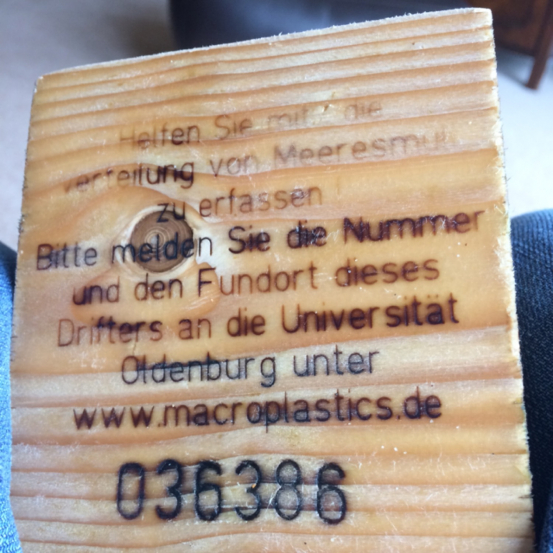 Helfen Sie mit, die
Verteilung von Meeresmüll
zu erfassen
Bitte melden Sie die Nummer
und den Fundort dieses
Drifters an die Universität
Oldenburg unter
www.macroplastics.de
036386